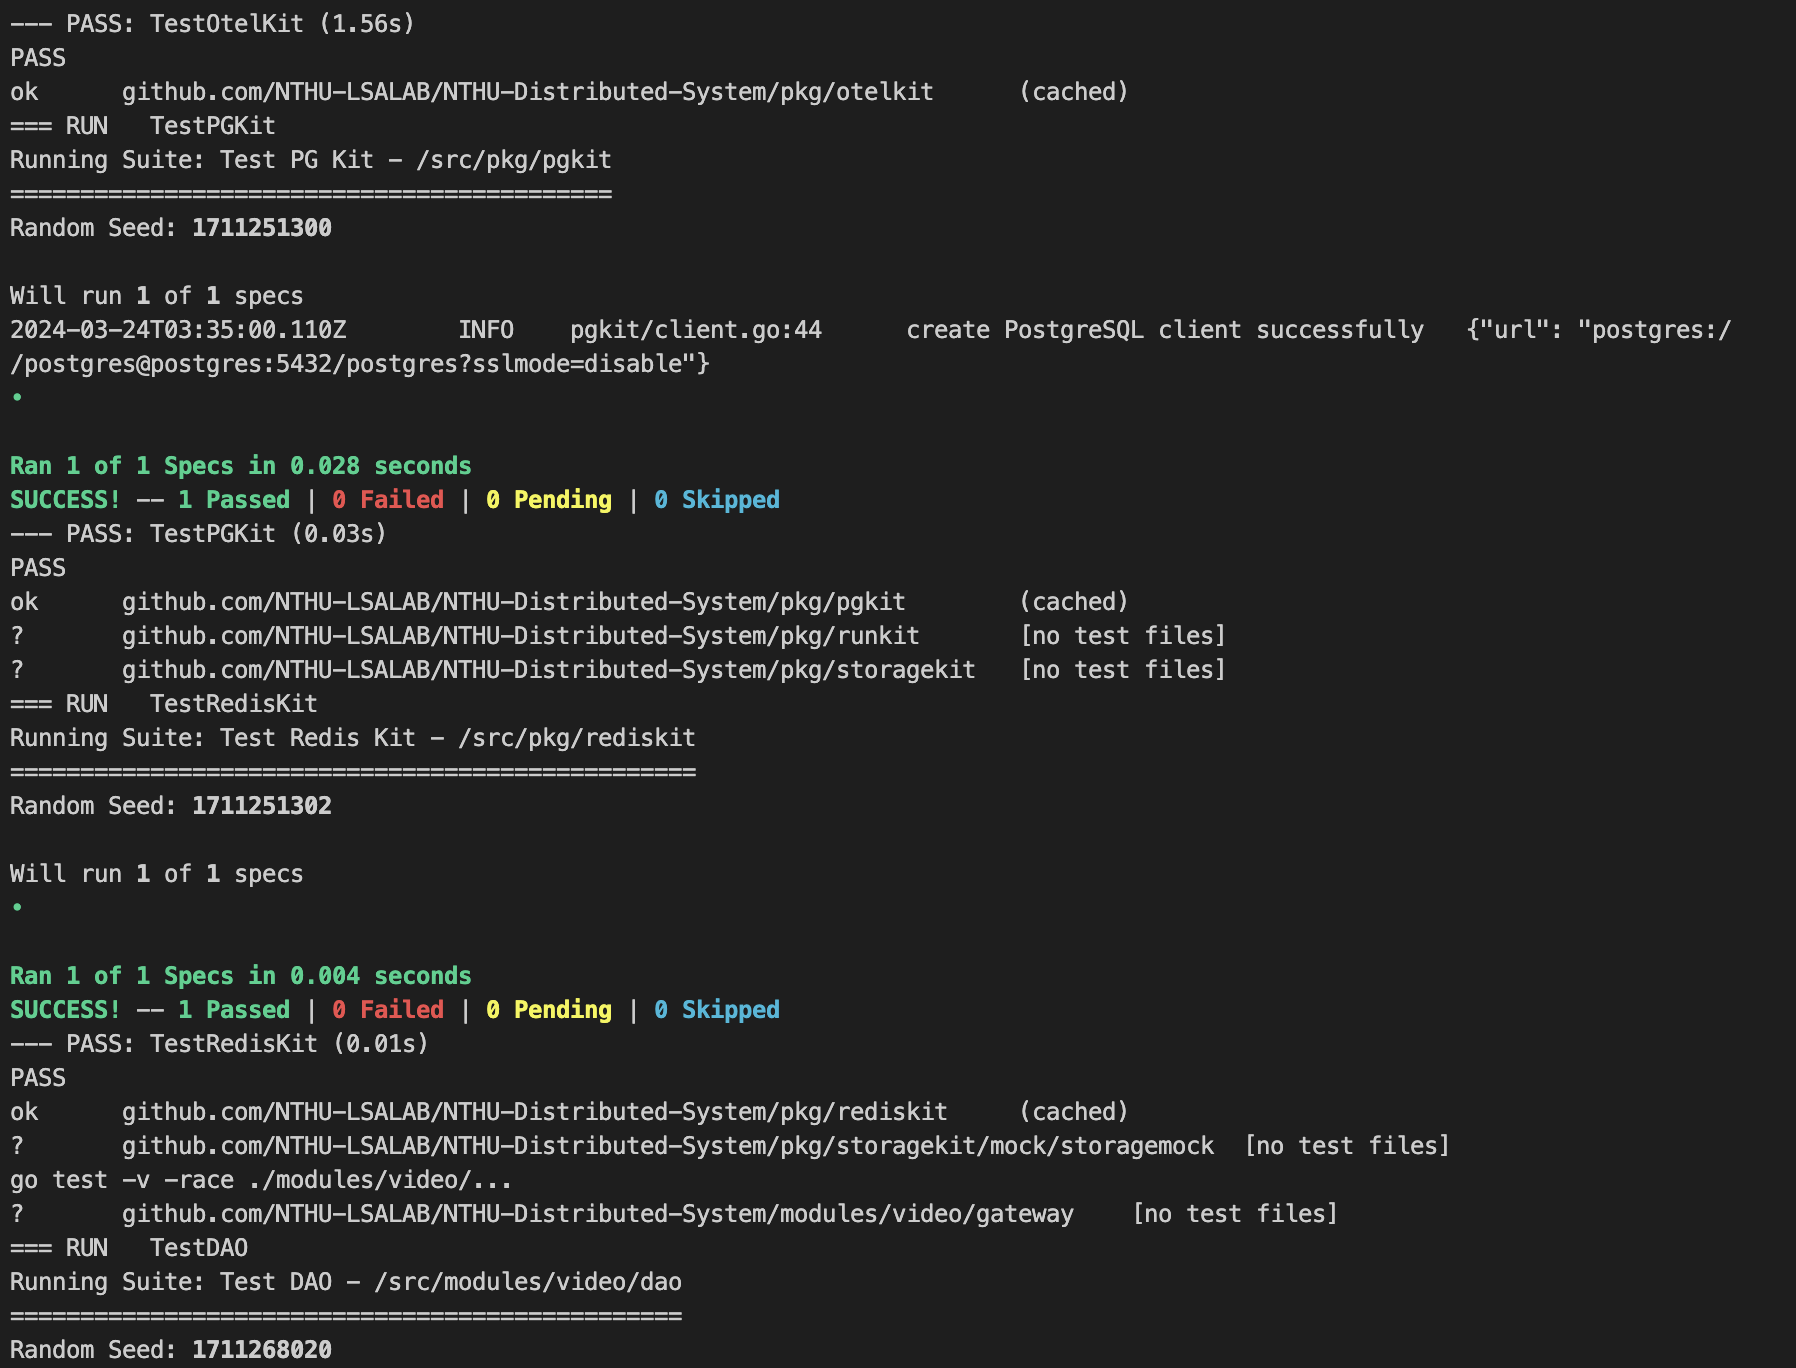 --- PASS: TestOtelKit (1.56s)
PASS
ok      github.com/NTHU-LSALAB/NTHU-Distributed-System/pkg/otelkit      (cached)
=== RUN   TestPGKit
Running Suite: Test PG Kit - /src/pkg/pgkit
===========================================
Random Seed: 1711251300

Will run 1 of 1 specs
2024-03-24T03:35:00.110Z        INFO    pgkit/client.go:44      create PostgreSQL client successfully   {"url": "postgres:/
/postgres@postgres:5432/postgres?sslmode=disable"}
•

Ran 1 of 1 Specs in 0.028 seconds
SUCCESS! -- 1 Passed | 0 Failed | 0 Pending | 0 Skipped
--- PASS: TestPGKit (0.03s)
PASS
ok      github.com/NTHU-LSALAB/NTHU-Distributed-System/pkg/pgkit        (cached)
?       github.com/NTHU-LSALAB/NTHU-Distributed-System/pkg/runkit       [no test files]
?       github.com/NTHU-LSALAB/NTHU-Distributed-System/pkg/storagekit   [no test files]
=== RUN   TestRedisKit
Running Suite: Test Redis Kit - /src/pkg/rediskit
=================================================
Random Seed: 1711251302

Will run 1 of 1 specs
•

Ran 1 of 1 Specs in 0.004 seconds
SUCCESS! -- 1 Passed | 0 Failed | 0 Pending | 0 Skipped
--- PASS: TestRedisKit (0.01s)
PASS
ok      github.com/NTHU-LSALAB/NTHU-Distributed-System/pkg/rediskit     (cached)
?       github.com/NTHU-LSALAB/NTHU-Distributed-System/pkg/storagekit/mock/storagemock  [no test files]
go test -v -race ./modules/video/...
?       github.com/NTHU-LSALAB/NTHU-Distributed-System/modules/video/gateway    [no test files]
=== RUN   TestDAO
Running Suite: Test DAO - /src/modules/video/dao
================================================
Random Seed: 1711268020